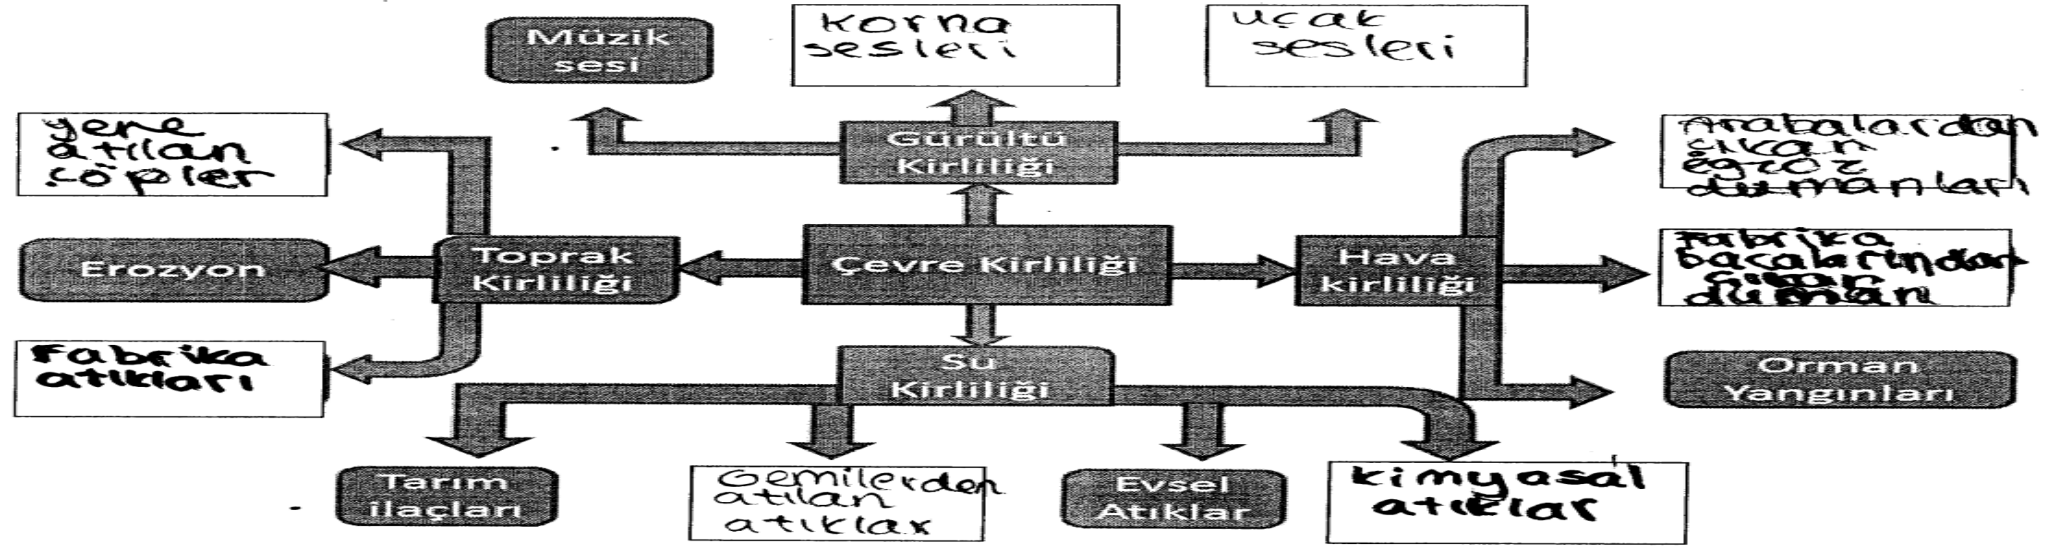 Müzik
sesi
korna
sesleri
uçak
sesleri
yere
atılan
çöpler
Gürültü
Kirliliği
Arabalardan
çıkan
egzoz
dumanları
Erozyon
Toprak
Kirliliği
Çevre Kirliliği
Hava
kirliliği
Fabrika
bacalarından
çıkan
duman
Fabrika
atıkları
Su
Kirliliği
Orman
Yangınları
Tarım
ilaçları
Gemilerden
atılan
atıklar
Evsel
Atıklar
kimyasal
atıklar